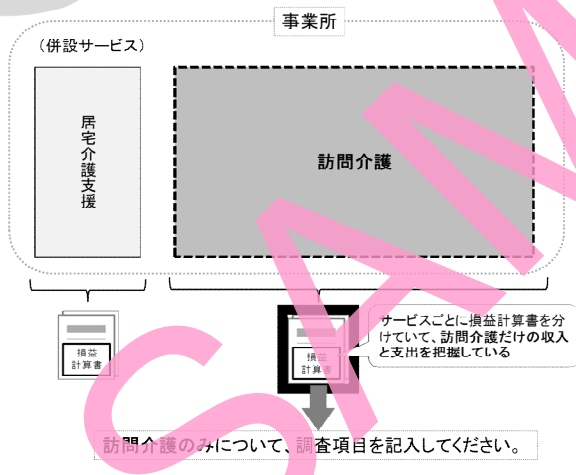 事業所
（併設サービス）
居宅介護支援
訪問介護
サービスごとに損益計算書を分
けていて、訪問介護だけの収入
と支出を把握している
損益
計算書
損益
計算書
訪問介護のみについて、調査項目を記入してください。
SAM